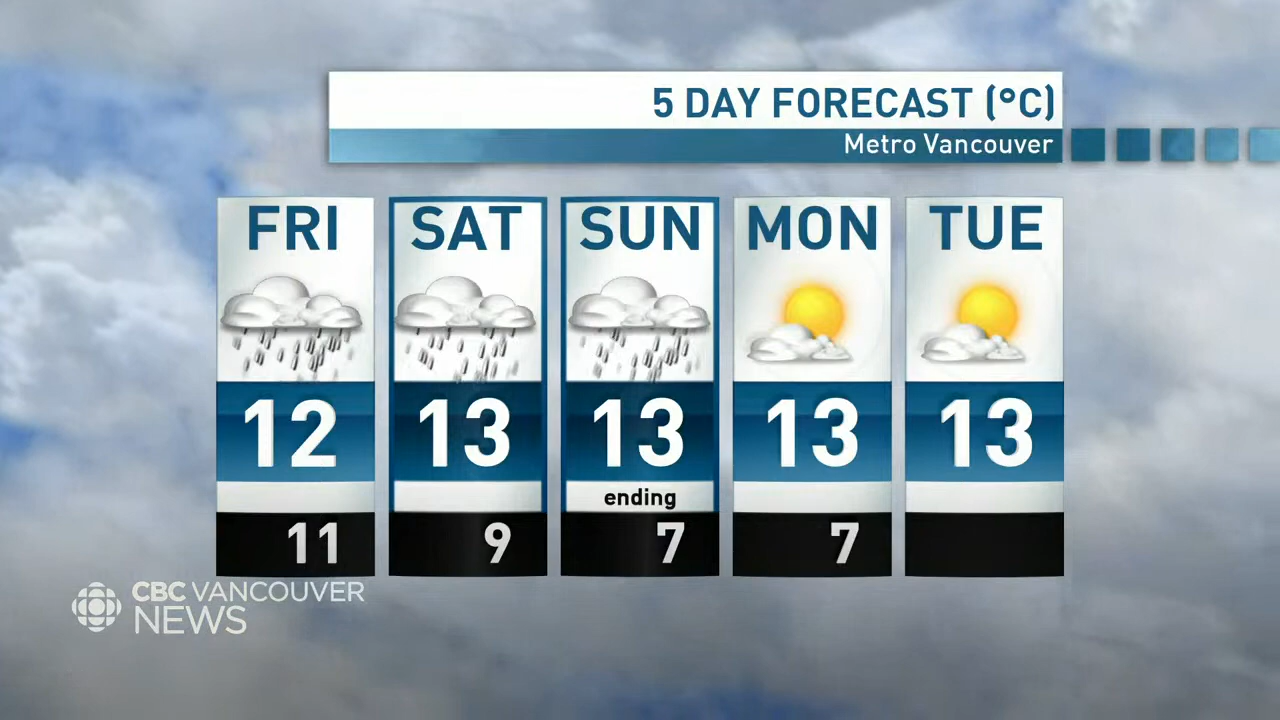 5 DAY FORECAST (°C)
Metro Vancouver
FRI SAT SUN MON TUE
12 13 13 13 13
ending
11 9 7 7
CBC VANCOUVER
NEWS